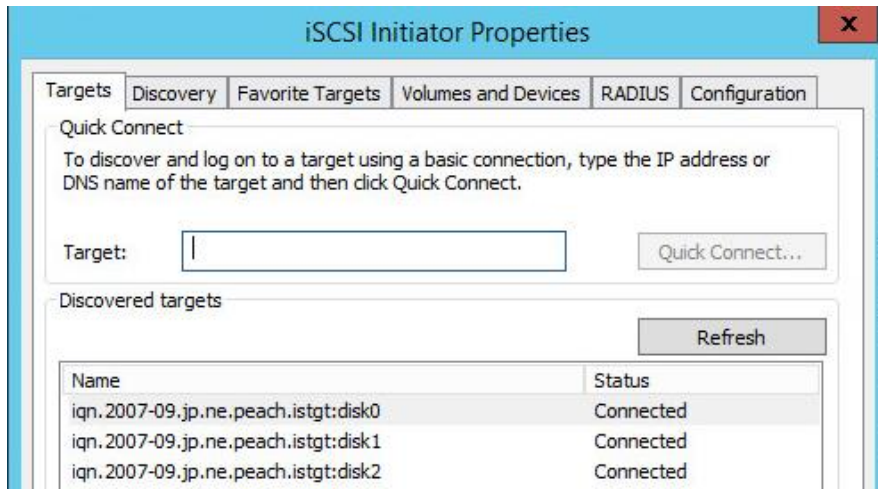 iSCSI Initiator Properties
x
Targets Discovery Favorite Targets Volumes and Devices RADIUS Configuration
Quick Connect
To discover and log on to a target using a basic connection, type the IP address or
DNS name of the target and then click Quick Connect.
Target:
Quick Connect...
Discovered targets
Refresh
Name Status
iqn.2007-09.jp.ne.peach.istgt:disk0 Connected
iqn.2007-09.jp.ne.peach.istgt:disk1 Connected
iqn.2007-09.jp.ne.peach.istgt:disk2 Connected